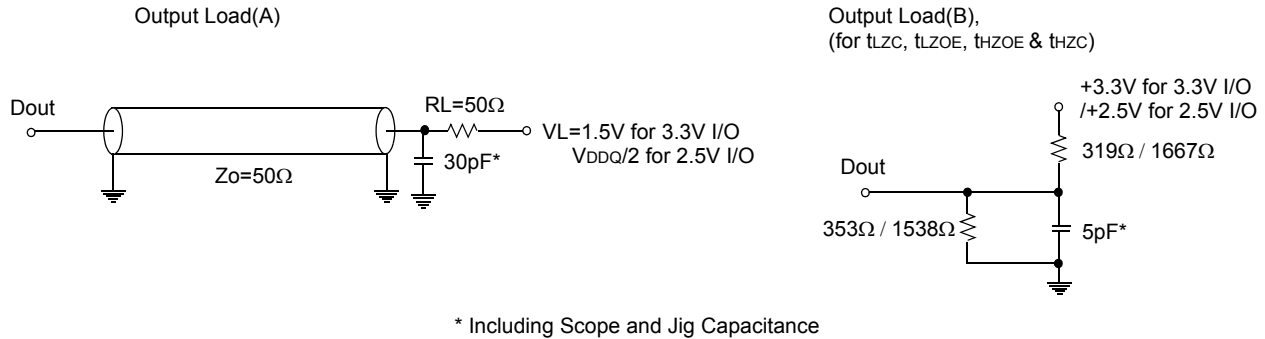 Output Load(A)
Dout
Zo=50Ω
RL=50Ω
30pF*
VL=1.5V for 3.3V I/O
VDDQ/2 for 2.5V I/O
Output Load(B),
(for tLZC, tLZOE, tHZOE & tHZC)
+3.3V for 3.3V I/O
/+2.5V for 2.5V I/O
319Ω / 1667Ω
Dout
353Ω / 1538Ω
5pF*
* Including Scope and Jig Capacitance